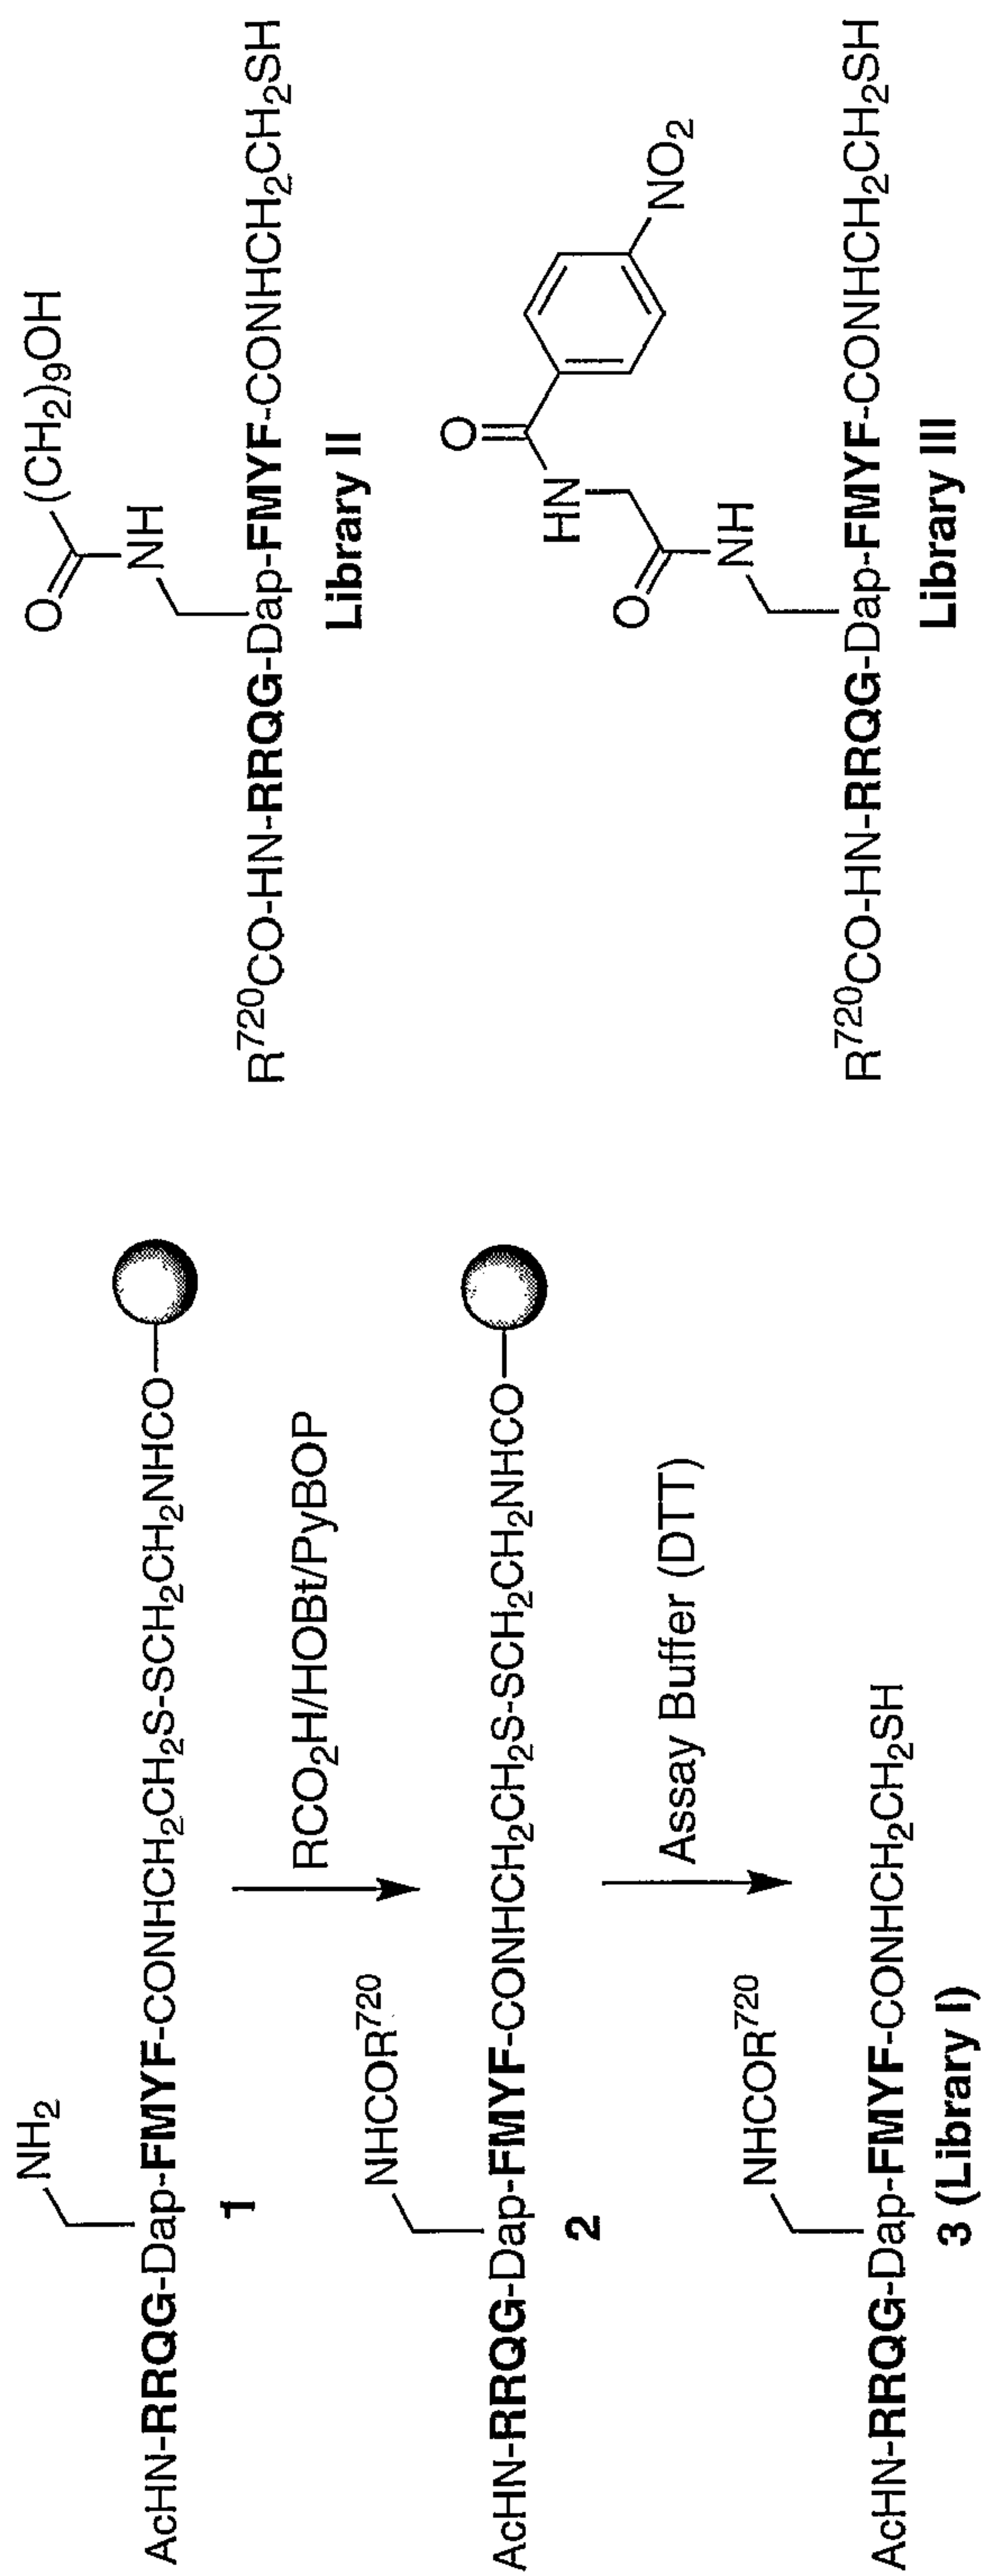 NH₂
AcHN-RRQG-Dap-FMYF-CONHCH₂CH₂S-SCH₂CH₂NHCO
1
RCO₂H/HOBt/PyBOP
NHCOR⁷²⁰
AcHN-RRQG-Dap-FMYF-CONHCH₂CH₂S-SCH₂CH₂NHCO
2
Assay Buffer (DTT)
NHCOR⁷²⁰
AcHN-RRQG-Dap-FMYF-CONHCH₂CH₂SH
3 (Library I)
O
(CH₂)₉OH
NH
R⁷²⁰CO-HN-RRQG-Dap-FMYF-CONHCH₂CH₂SH
Library II
O
NO₂
HN
O
NH
R⁷²⁰CO-HN-RRQG-Dap-FMYF-CONHCH₂CH₂SH
Library III